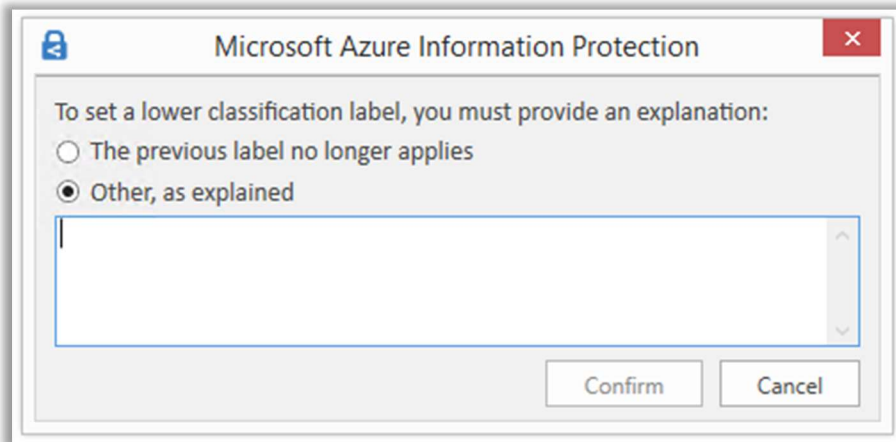 Microsoft Azure Information Protection
To set a lower classification label, you must provide an explanation:
The previous label no longer applies
Other, as explained
Confirm
Cancel